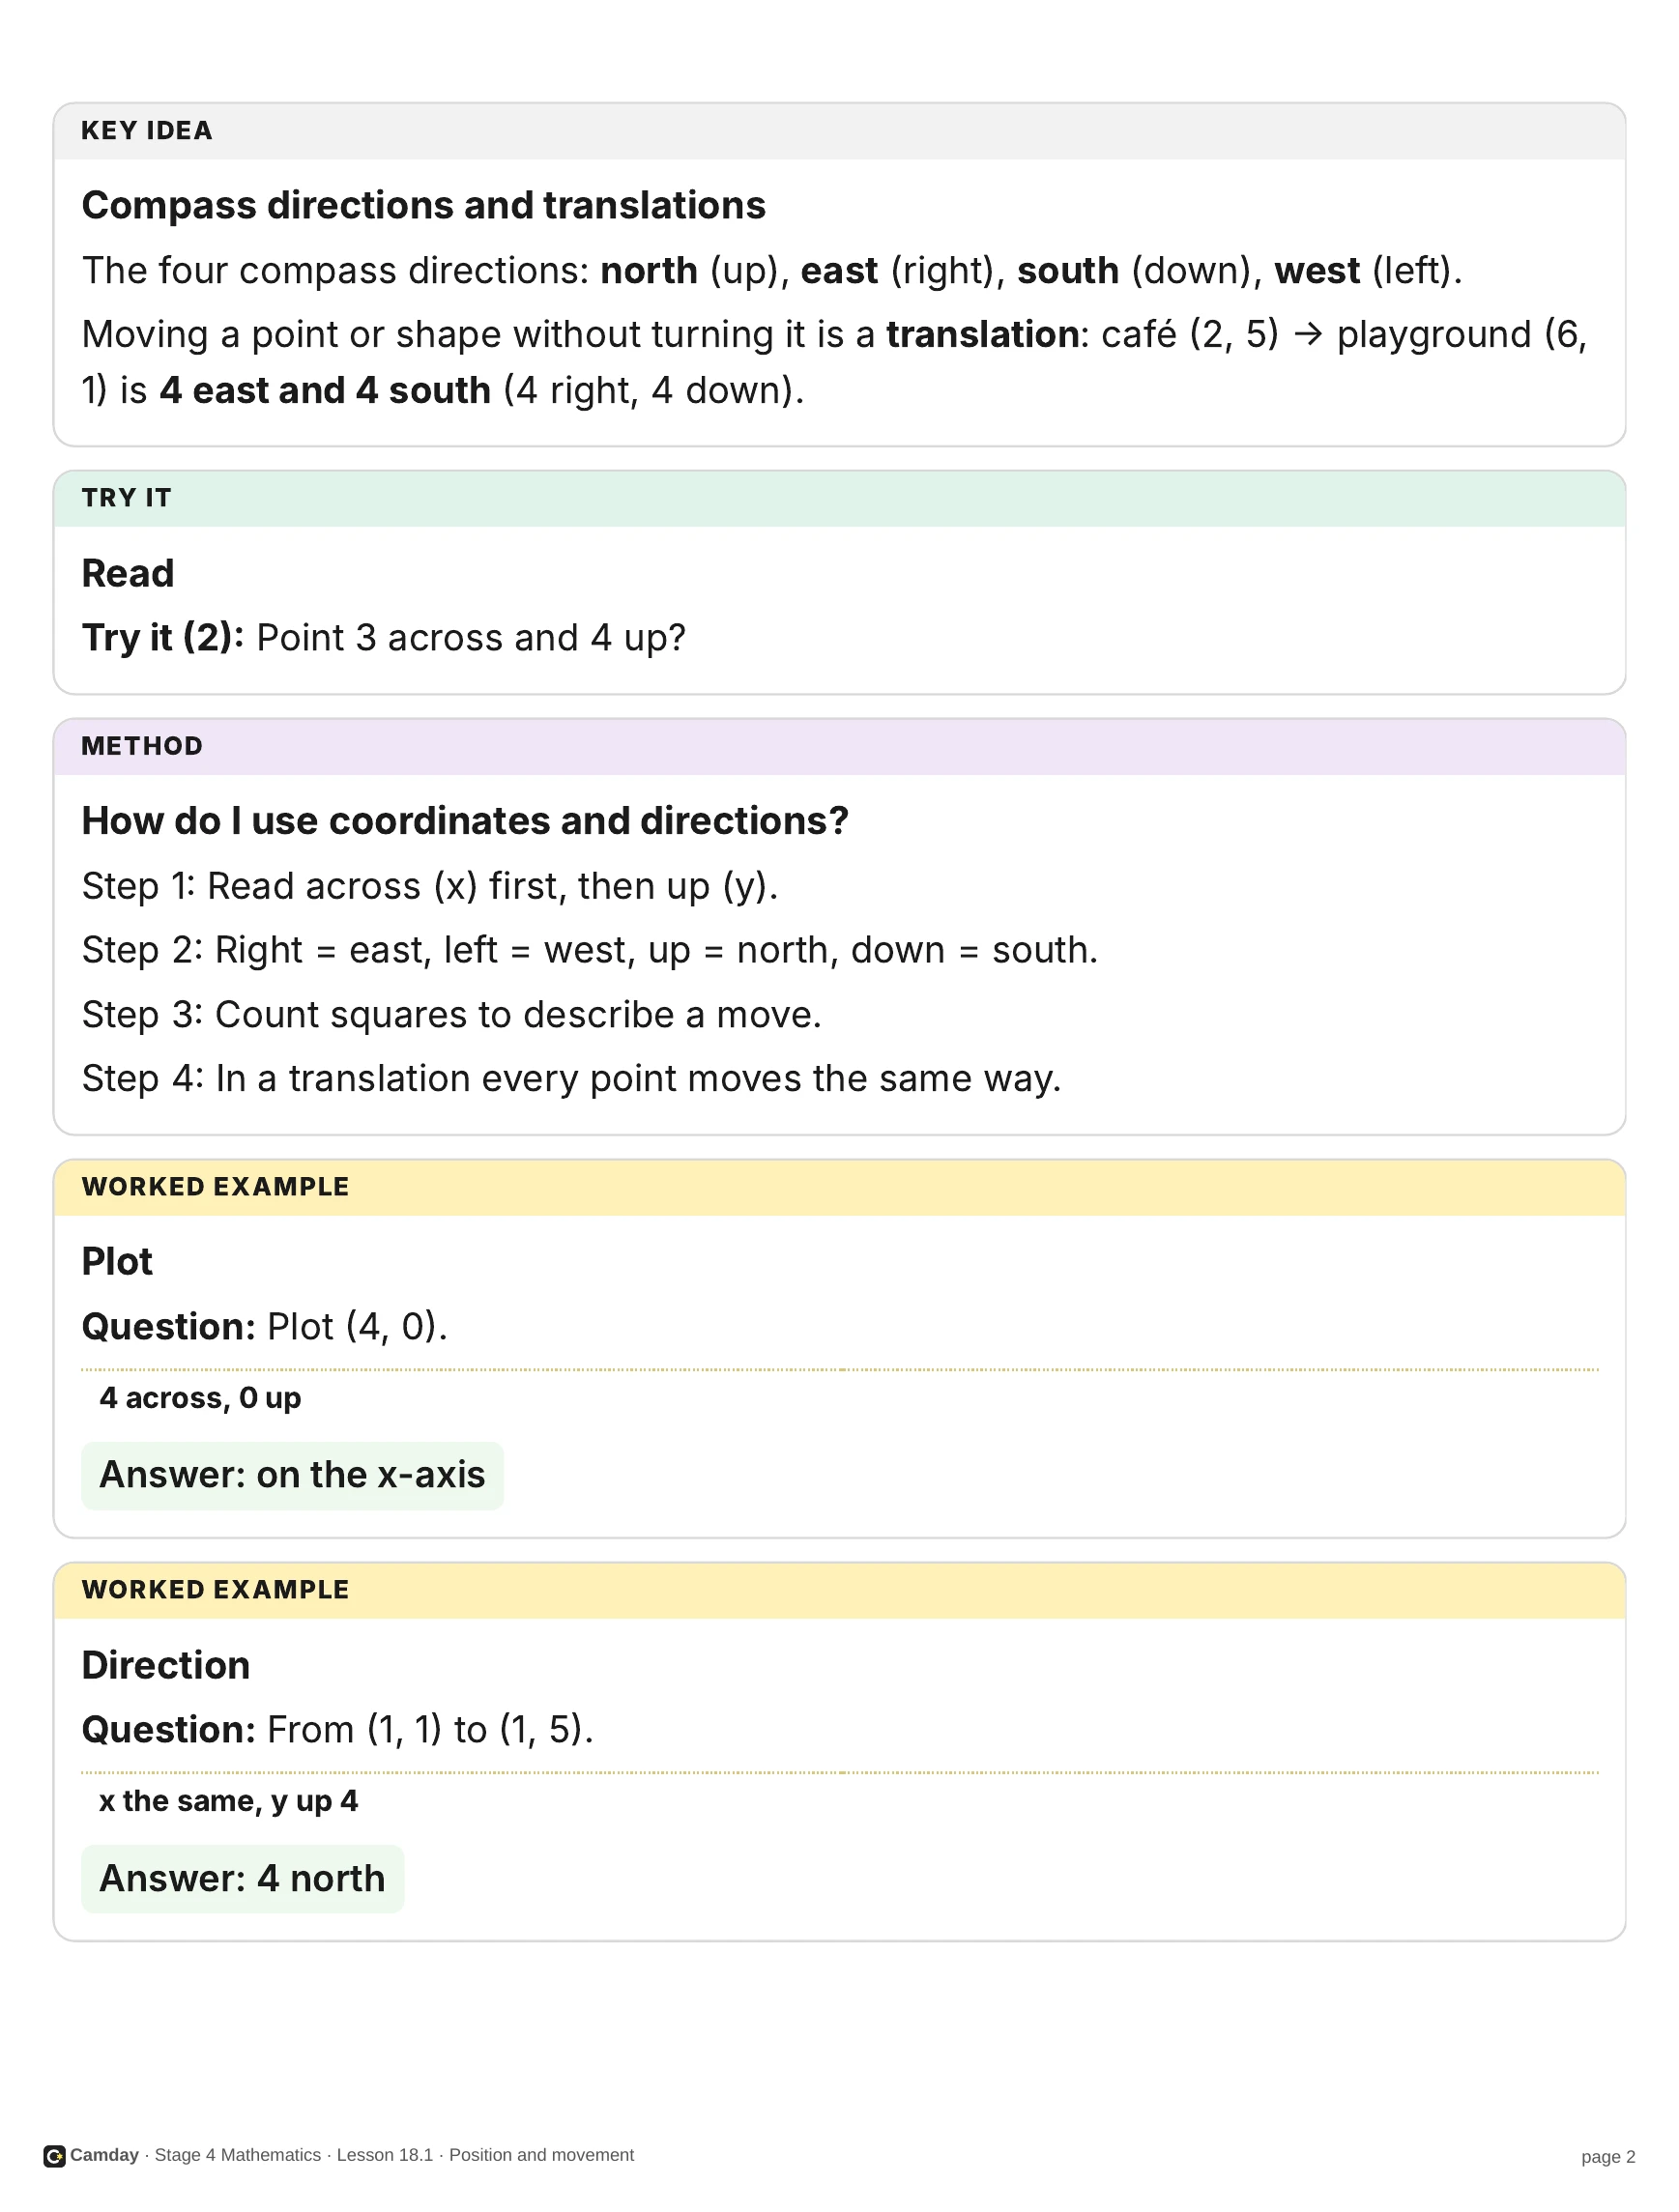 KEY IDEA
Compass directions and translations
The four compass directions: north (up), east (right), south (down), west (left).
Moving a point or shape without turning it is a translation: café (2, 5) → playground (6,
1) is 4 east and 4 south (4 right, 4 down).
TRY IT
Read
Try it (2): Point 3 across and 4 up?
METHOD
How do I use coordinates and directions?
Step 1: Read across (x) first, then up (y).
Step 2: Right = east, left = west, up = north, down = south.
Step 3: Count squares to describe a move.
Step 4: In a translation every point moves the same way.
WORKED EXAMPLE
Plot
Question: Plot (4, 0).
4 across, 0 up
Answer: on the x-axis
WORKED EXAMPLE
Direction
Question: From (1, 1) to (1, 5).
x the same, y up 4
Answer: 4 north
Camday · Stage 4 Mathematics · Lesson 18.1 · Position and movement
page 2